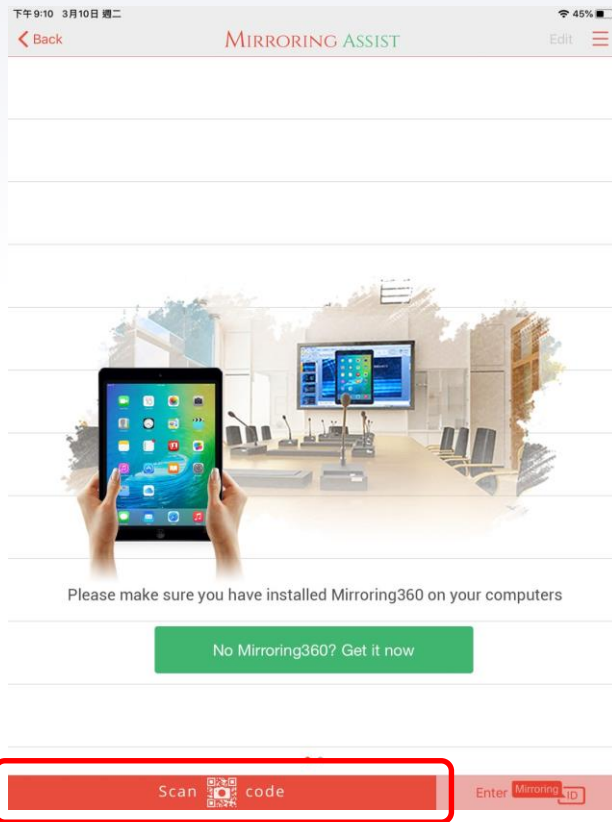 下午9:10 3月10日 週二 45%
Back MIRRORING ASSIST Edit
Please make sure you have installed Mirroring360 on your computers
No Mirroring360? Get it now
Scan code Enter Mirroring ID